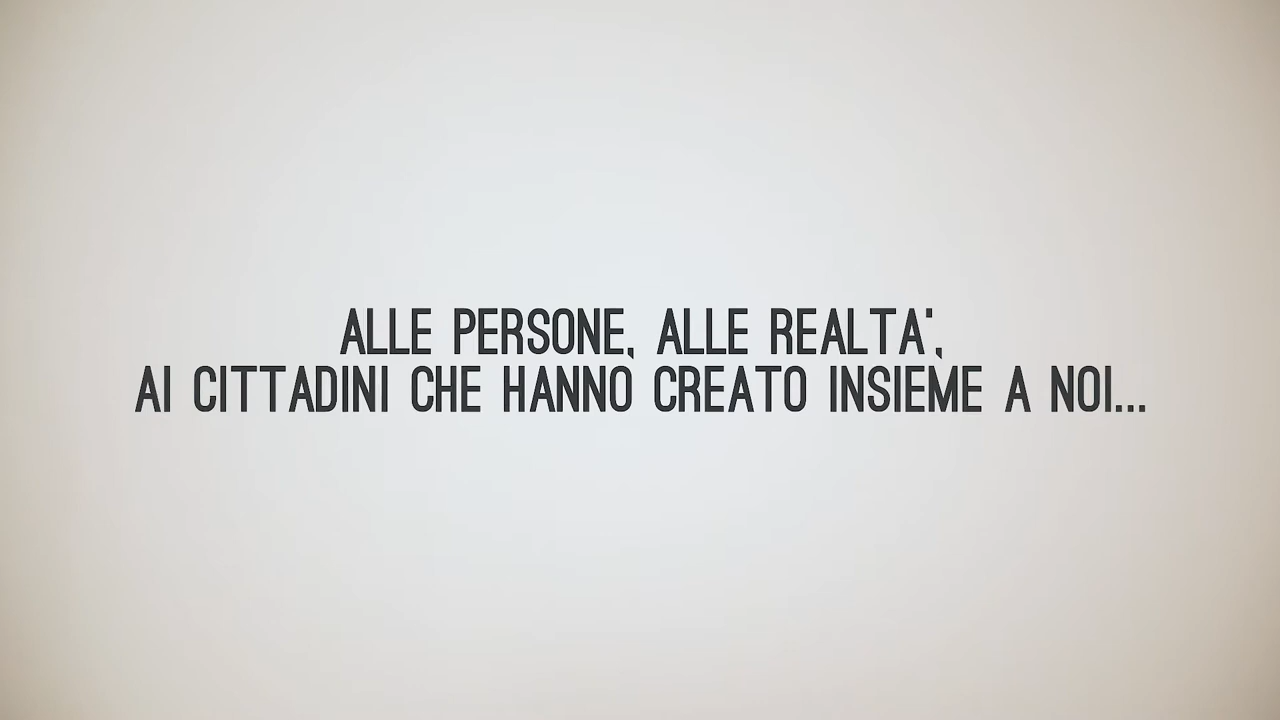 ALLE PERSONE, ALLE REALTA',
AI CITTADINI CHE HANNO CREATO INSIEME A NOI...